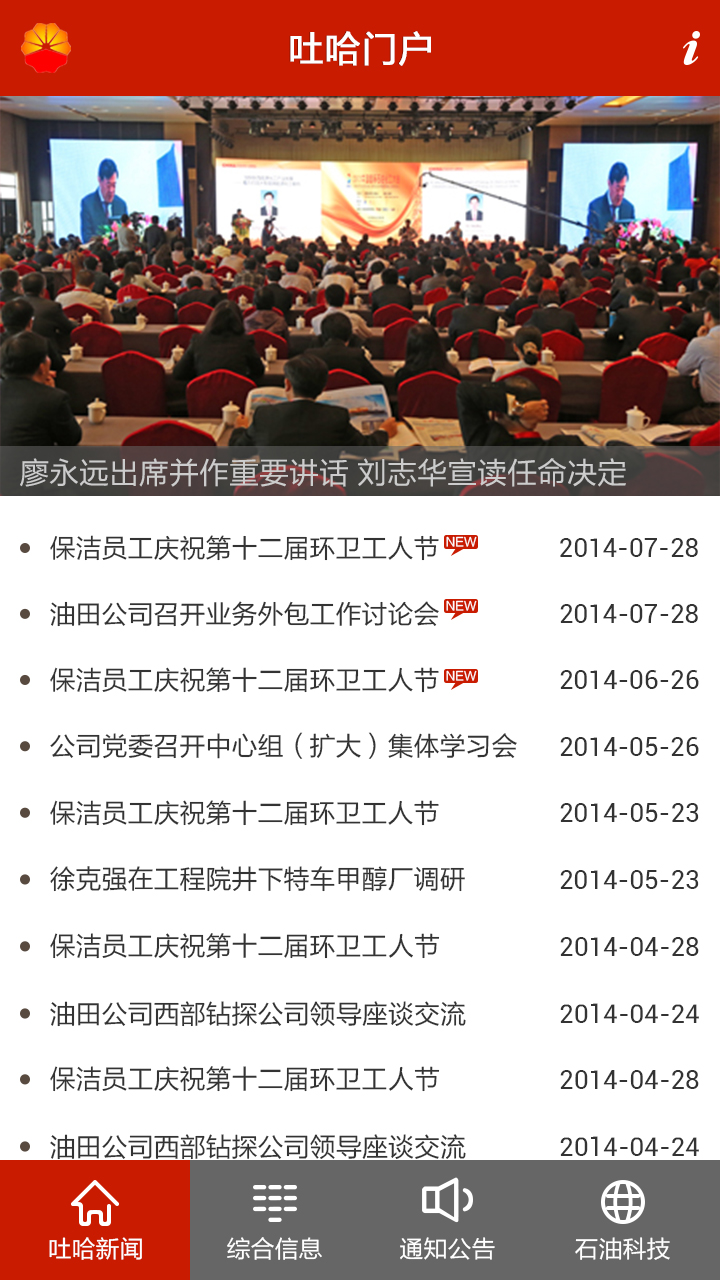 吐哈门户
i
廖永远出席并作重要讲话 刘志华宣读任命决定
保洁员工庆祝第十二届环卫工人节 NEW 2014-07-28
油田公司召开业务外包工作讨论会 NEW 2014-07-28
保洁员工庆祝第十二届环卫工人节 NEW 2014-06-26
公司党委召开中心组（扩大）集体学习会 2014-05-26
保洁员工庆祝第十二届环卫工人节 2014-05-23
徐克强在工程院井下特车甲醇厂调研 2014-05-23
保洁员工庆祝第十二届环卫工人节 2014-04-28
油田公司西部钻探公司领导座谈交流 2014-04-24
保洁员工庆祝第十二届环卫工人节 2014-04-28
油田公司西部钻探公司领导座谈交流 2014-04-24
吐哈新闻 综合信息 通知公告 石油科技